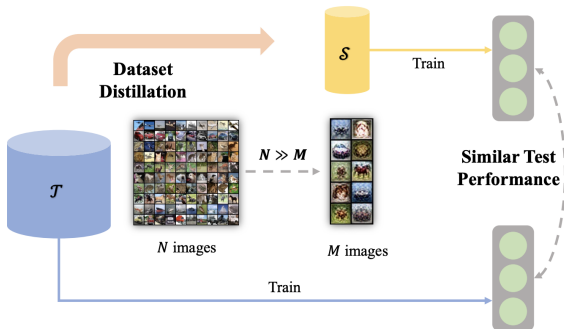 𝒮
Train
Dataset
Distillation
N ≫ M
Similar Test
Performance
𝒯
N images
M images
Train